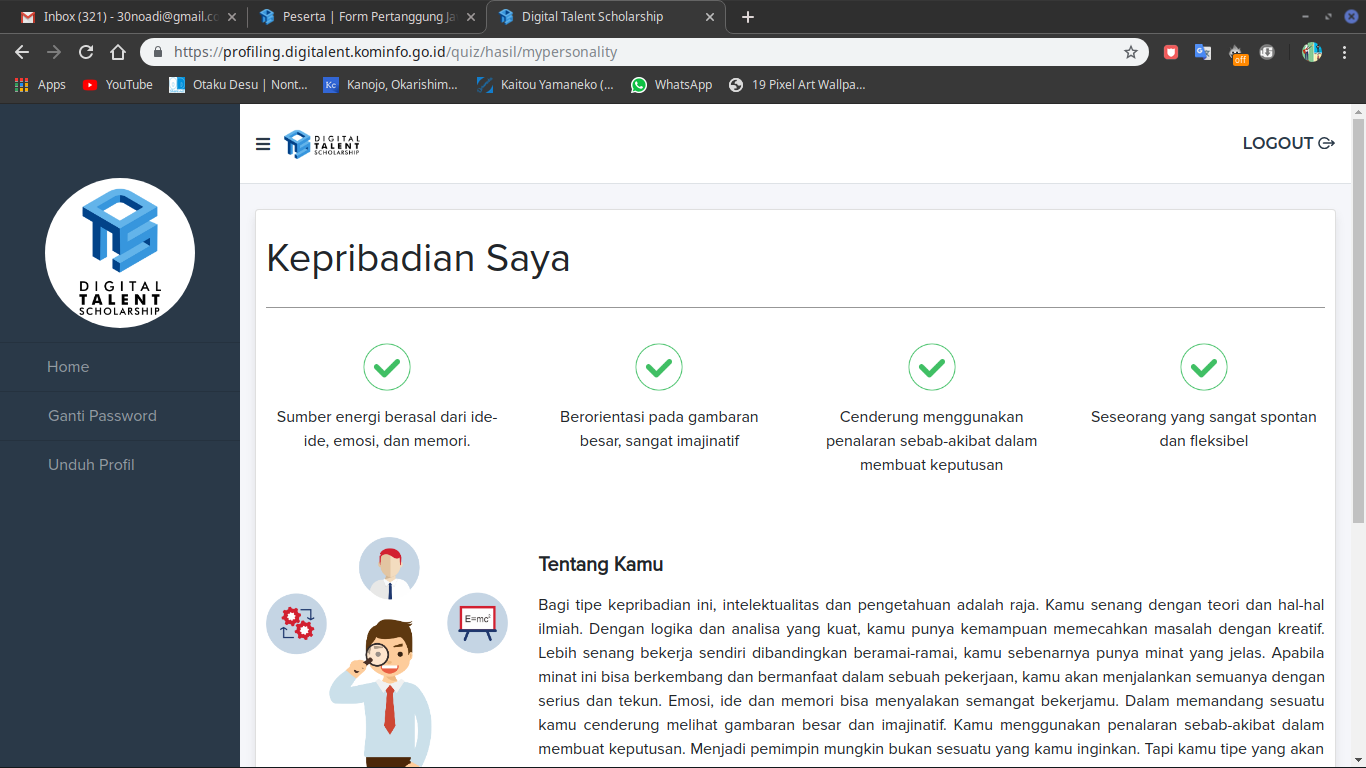 Inbox (321) - 30noadi@gmail.co
Peserta | Form Pertanggung Ja
Digital Talent Scholarship
https://profiling.digitalent.kominfo.go.id/quiz/hasil/mypersonality
off
Apps
YouTube
Otaku Desu | Nont...
Kc
Kanojo, Okarishim...
Kaitou Yamaneko (...
WhatsApp
19 Pixel Art Wallpa...
DIGITAL
TALENT
SCHOLARSHIP
LOGOUT
DIGITAL
TALENT
SCHOLARSHIP
Home
Ganti Password
Unduh Profil
Kepribadian Saya
Sumber energi berasal dari ide-
ide, emosi, dan memori.
Berorientasi pada gambaran
besar, sangat imajinatif
Cenderung menggunakan
penalaran sebab-akibat dalam
membuat keputusan
Seseorang yang sangat spontan
dan fleksibel
E=mc²
Tentang Kamu
Bagi tipe kepribadian ini, intelektualitas dan pengetahuan adalah raja. Kamu senang dengan teori dan hal-hal
ilmiah. Dengan logika dan analisa yang kuat, kamu punya kemampuan memecahkan masalah dengan kreatif.
Lebih senang bekerja sendiri dibandingkan beramai-ramai, kamu sebenarnya punya minat yang jelas. Apabila
minat ini bisa berkembang dan bermanfaat dalam sebuah pekerjaan, kamu akan menjalankan semuanya dengan
serius dan tekun. Emosi, ide dan memori bisa menyalakan semangat bekerjamu. Dalam memandang sesuatu
kamu cenderung melihat gambaran besar dan imajinatif. Kamu menggunakan penalaran sebab-akibat dalam
membuat keputusan. Menjadi pemimpin mungkin bukan sesuatu yang kamu inginkan. Tapi kamu tipe yang akan